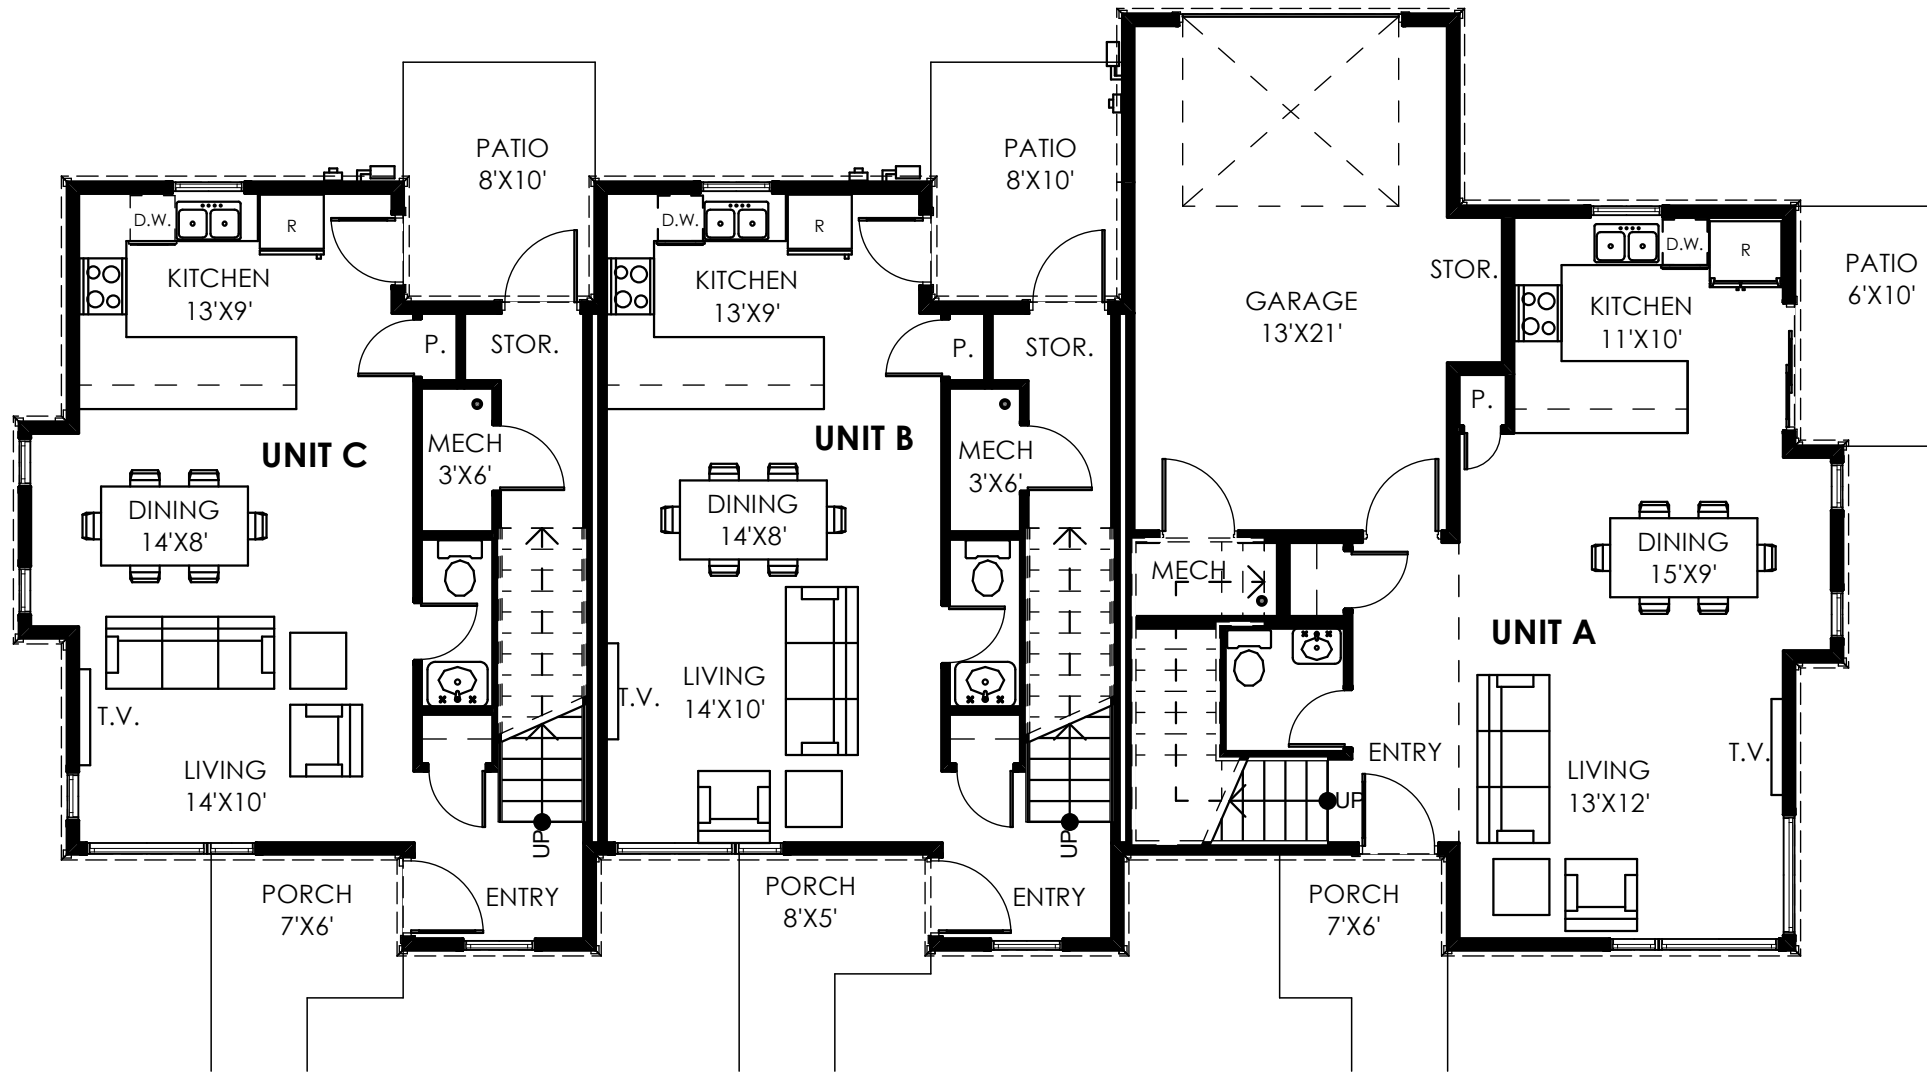 PATIO
8'X10'
D.W.
R
KITCHEN
13'X9'
P.
STOR.
UNIT C
MECH
3'X6'
DINING
14'X8'
T.V.
LIVING
14'X10'
UP
PORCH
7'X6'
ENTRY
PATIO
8'X10'
D.W.
R
KITCHEN
13'X9'
P.
STOR.
UNIT B
MECH
3'X6'
DINING
14'X8'
T.V.
LIVING
14'X10'
UP
PORCH
8'X5'
ENTRY
GARAGE
13'X21'
STOR.
D.W.
R
PATIO
6'X10'
KITCHEN
11'X10'
P.
MECH
DINING
15'X9'
UNIT A
ENTRY
T.V.
LIVING
13'X12'
UP
PORCH
7'X6'